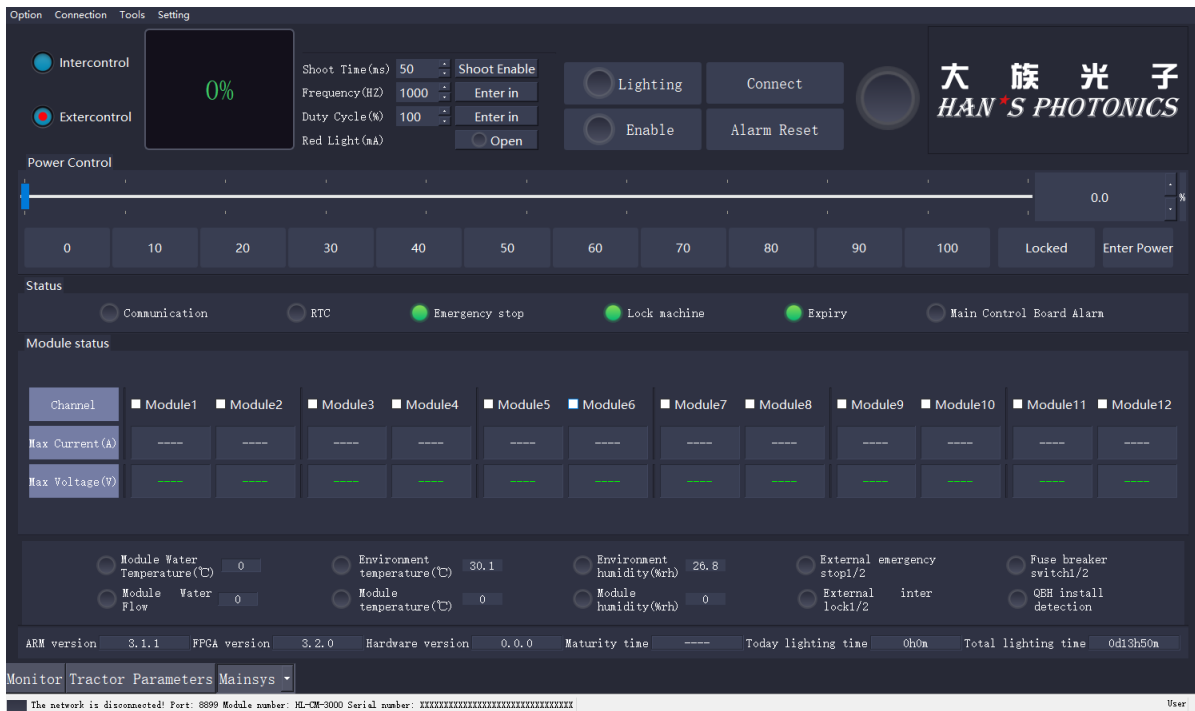 Option Connection Tools Setting
Intercontrol
Extercontrol
0%
Shoot Time(ms) 50 Shoot Enable
Frequency(HZ) 1000 Enter in
Duty Cycle(%) 100 Enter in
Red Light(mA) Open
Lighting Connect
Enable Alarm Reset
大族光子
HAN*S PHOTONICS
Power Control
0.0 %
0 10 20 30 40 50 60 70 80 90 100 Locked Enter Power
Status
Communication RTC Emergency stop Lock machine Expiry Main Control Board Alarm
Module status
Channel Module1 Module2 Module3 Module4 Module5 Module6 Module7 Module8 Module9 Module10 Module11 Module12
Max Current(A) ---- ---- ---- ---- ---- ---- ---- ---- ---- ---- ---- ----
Max Voltage(V) ---- ---- ---- ---- ---- ---- ---- ---- ---- ---- ---- ----
Module Water Temperature(℃) 0 Environment temperature(℃) 30.1 Environment humidity(%rh) 26.8 External emergency stop1/2 Fuse breaker switch1/2
Module Water Flow 0 Module temperature(℃) 0 Module humidity(%rh) 0 External inter lock1/2 QBH install detection
ARM version 3.1.1 FPGA version 3.2.0 Hardware version 0.0.0 Maturity time ---- Today lighting time 0h0m Total lighting time 0d13h50m
Monitor Tractor Parameters Mainsys
The network is disconnected! Port: 8899 Module number: HL-CM-3000 Serial number: XXXXXXXXXXXXXXXXXXXXXXXXXXXXXXXX User